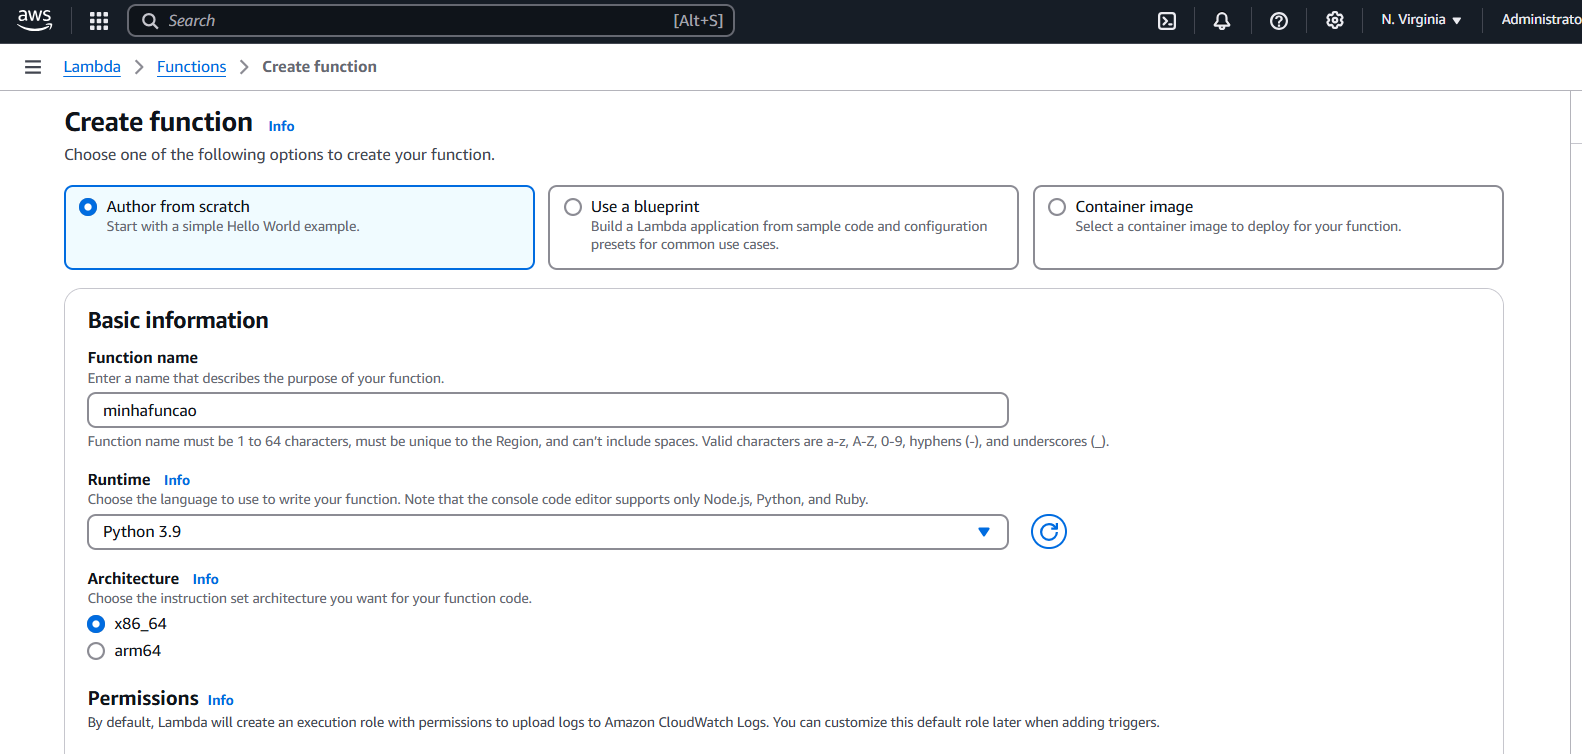 aws
Search
[Alt+S]
N. Virginia
Administrato
Lambda
Functions
Create function
Create function
Info
Choose one of the following options to create your function.
Author from scratch
Start with a simple Hello World example.
Use a blueprint
Build a Lambda application from sample code and configuration
presets for common use cases.
Container image
Select a container image to deploy for your function.
Basic information
Function name
Enter a name that describes the purpose of your function.
minhafuncao
Function name must be 1 to 64 characters, must be unique to the Region, and can’t include spaces. Valid characters are a-z, A-Z, 0-9, hyphens (-), and underscores (_).
Runtime
Info
Choose the language to use to write your function. Note that the console code editor supports only Node.js, Python, and Ruby.
Python 3.9
Architecture
Info
Choose the instruction set architecture you want for your function code.
x86_64
arm64
Permissions
Info
By default, Lambda will create an execution role with permissions to upload logs to Amazon CloudWatch Logs. You can customize this default role later when adding triggers.